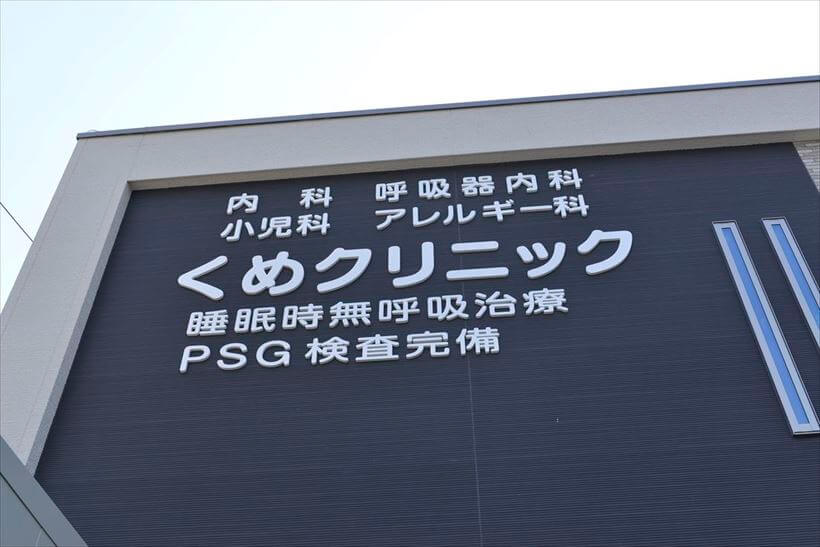 内科 呼吸器内科
小児科 アレルギー科
くめクリニック
睡眠時無呼吸治療
PSG検査完備